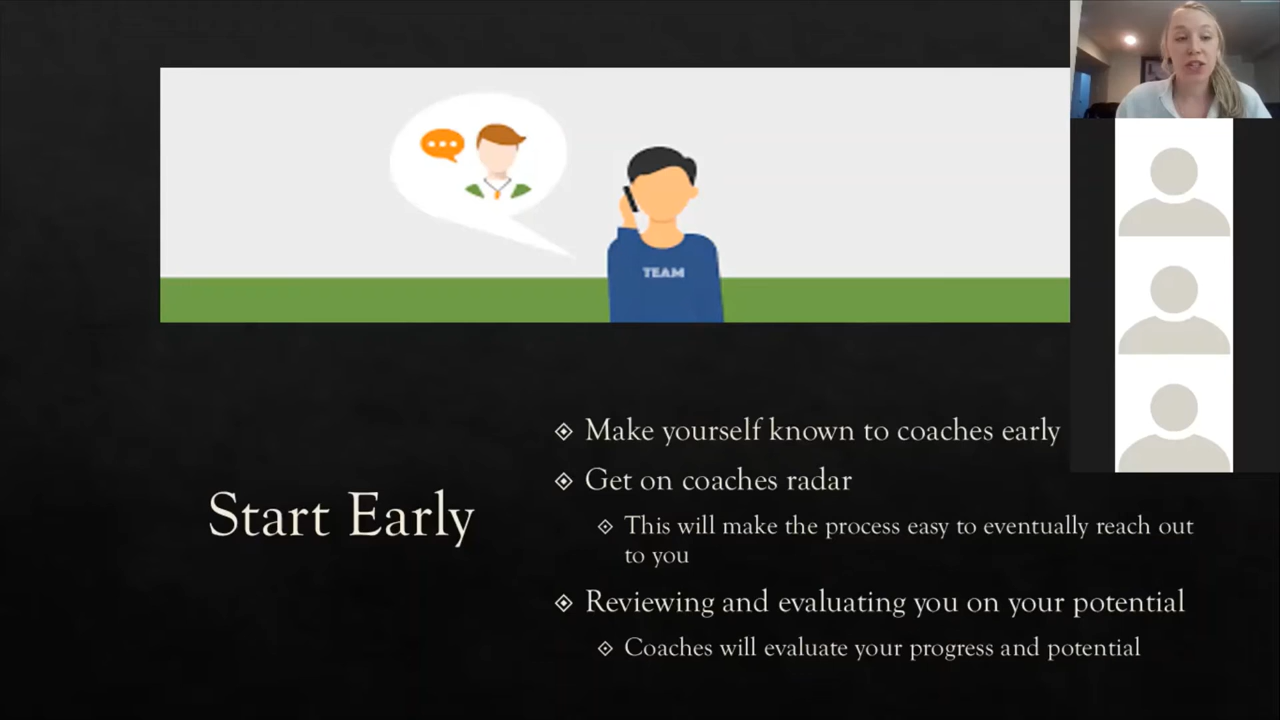 TEAM
Start Early
Make yourself known to coaches early
Get on coaches radar
This will make the process easy to eventually reach out
to you
Reviewing and evaluating you on your potential
Coaches will evaluate your progress and potential